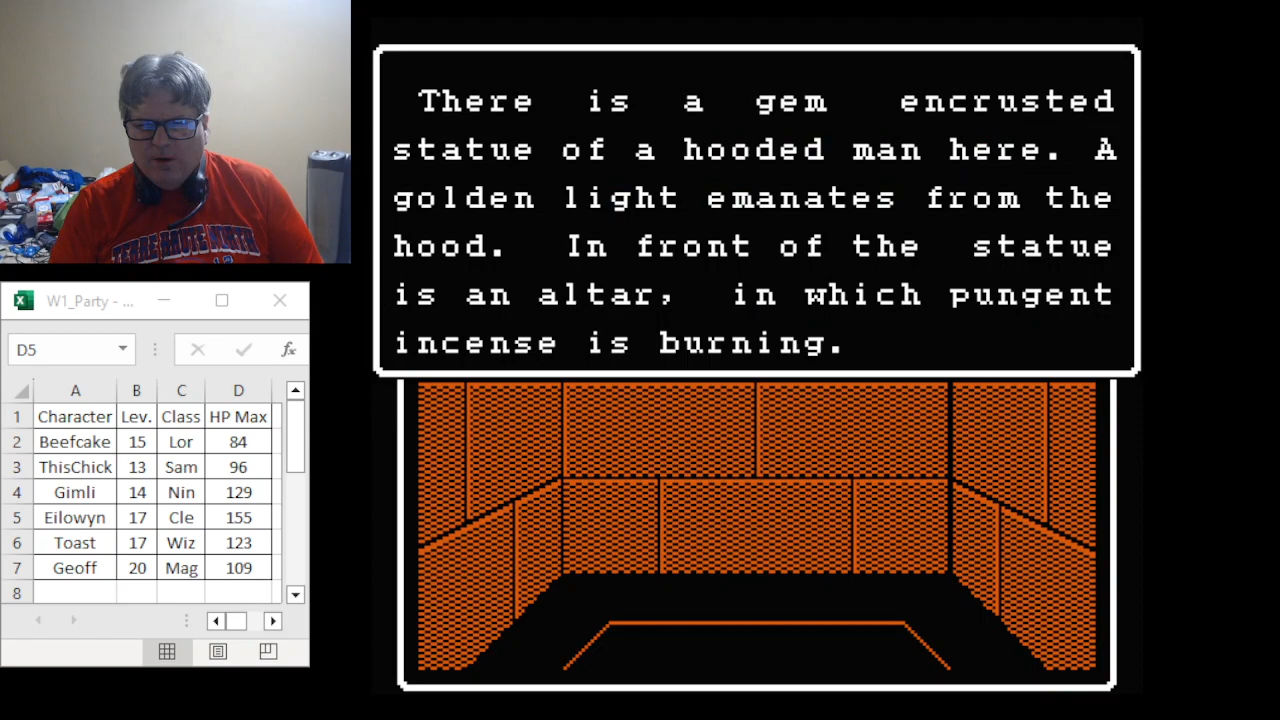 There is a gem encrusted
statue of a hooded man here. A
golden light emanates from the
hood. In front of the statue
is an altar, in which pungent
incense is burning.
TERRE HAUTE NORTH
W1_Party - ...
D5
fx
A B C D
1 Character Lev. Class HP Max
2 Beefcake 15 Lor 84
3 ThisChick 13 Sam 96
4 Gimli 14 Nin 129
5 Eilowyn 17 Cle 155
6 Toast 17 Wiz 123
7 Geoff 20 Mag 109
8